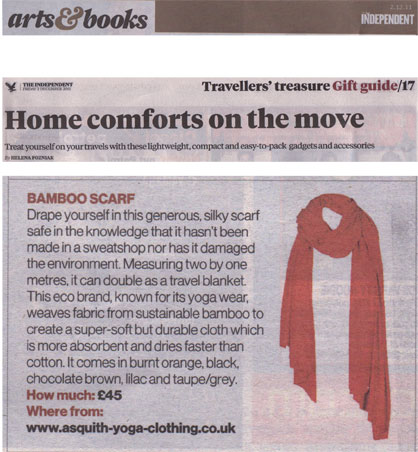 arts&books
2.12.11
INDEPENDENT
THE INDEPENDENT
FRIDAY 2 DECEMBER 2011
Travellers' treasure Gift guide/17
Home comforts on the move
Treat yourself on your travels with these lightweight, compact and easy-to-pack gadgets and accessories
By HELENA POZNIAK
BAMBOO SCARF
Drape yourself in this generous, silky scarf
safe in the knowledge that it hasn't been
made in a sweatshop nor has it damaged
the environment. Measuring two by one
metres, it can double as a travel blanket.
This eco brand, known for its yoga wear,
weaves fabric from sustainable bamboo to
create a super-soft but durable cloth which
is more absorbent and dries faster than
cotton. It comes in burnt orange, black,
chocolate brown, lilac and taupe/grey.
How much: £45
Where from:
www.asquith-yoga-clothing.co.uk